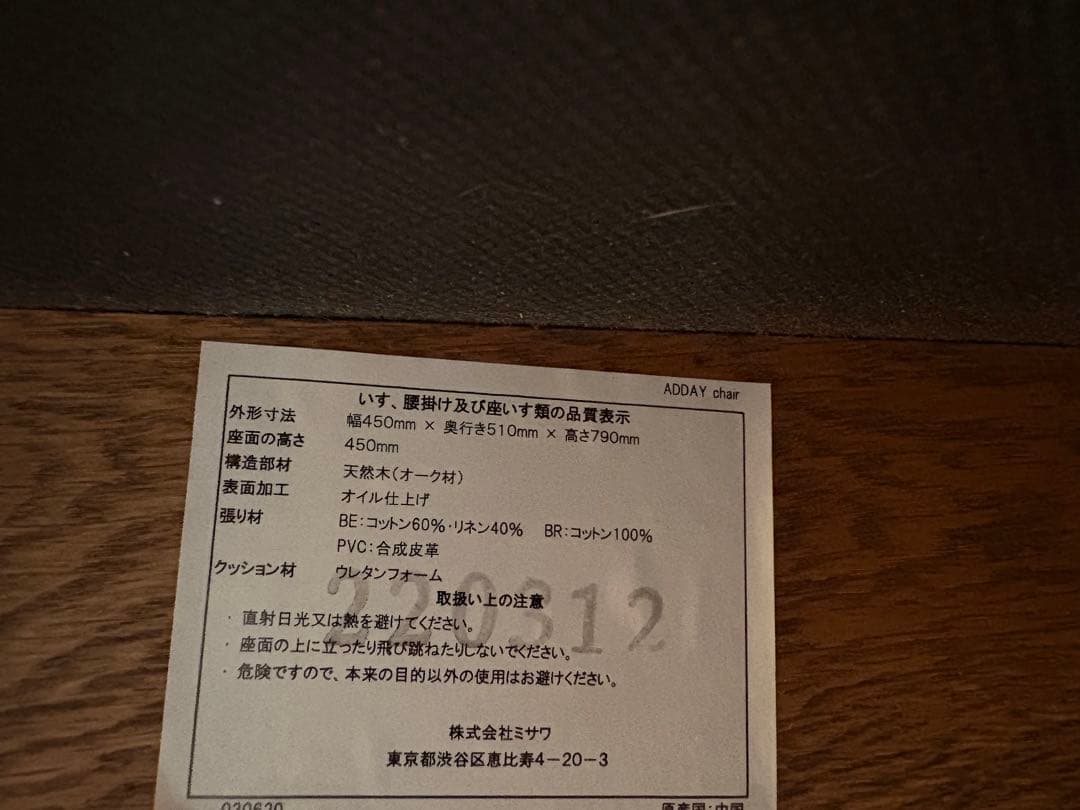 ADDAY chair
いす、腰掛け及び座いす類の品質表示
外形寸法 幅450mm × 奥行き510mm × 高さ790mm
座面の高さ 450mm
構造部材 天然木(オーク材)
表面加工 オイル仕上げ
張り材 BE:コットン60%・リネン40% BR:コットン100%
PVC:合成皮革
クッション材 ウレタンフォーム
220312
取扱い上の注意
・ 直射日光又は熱を避けてください。
・ 座面の上に立ったり飛び跳ねたりしないでください。
・ 危険ですので、本来の目的以外の使用はお避けください。
株式会社ミサワ
東京都渋谷区恵比寿4-20-3
030620 原産国:中国